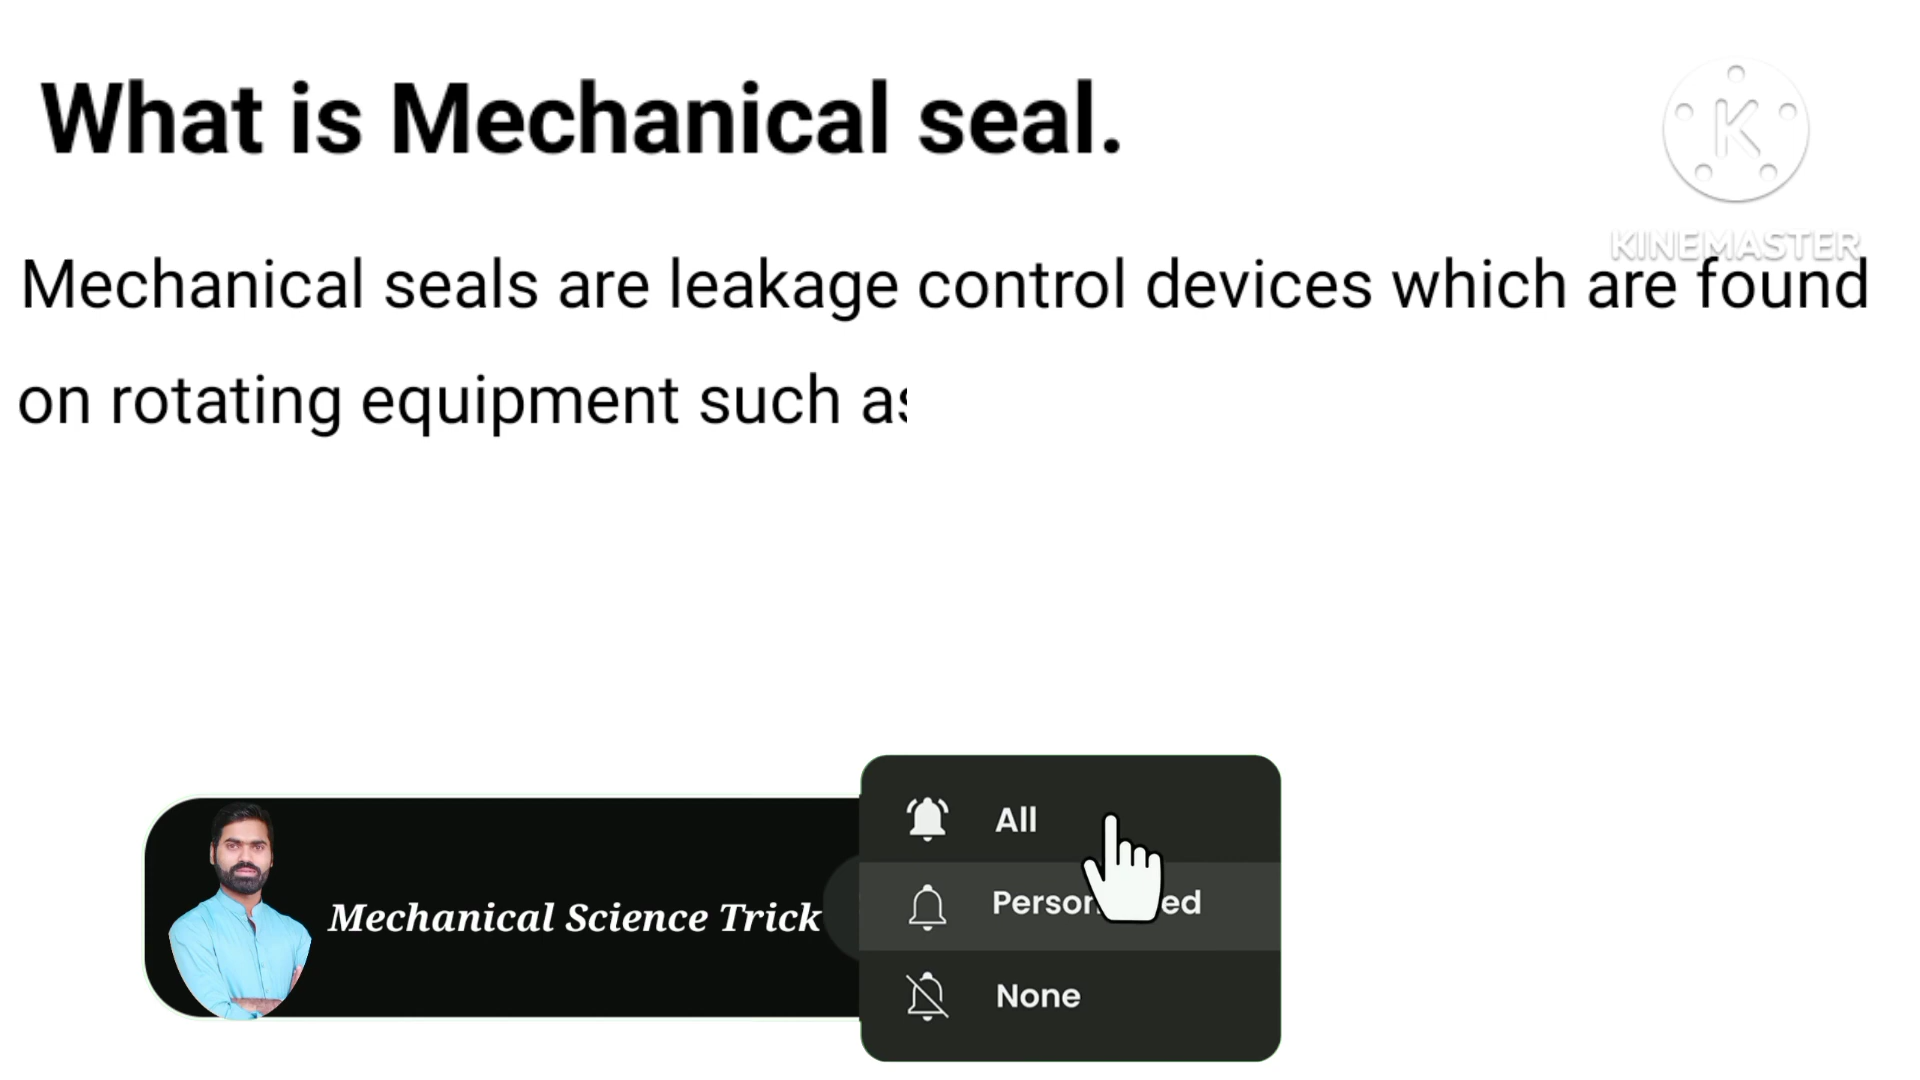 What is Mechanical seal.
KINEMASTER
Mechanical seals are leakage control devices which are found
on rotating equipment such as
All
Mechanical Science Trick
None